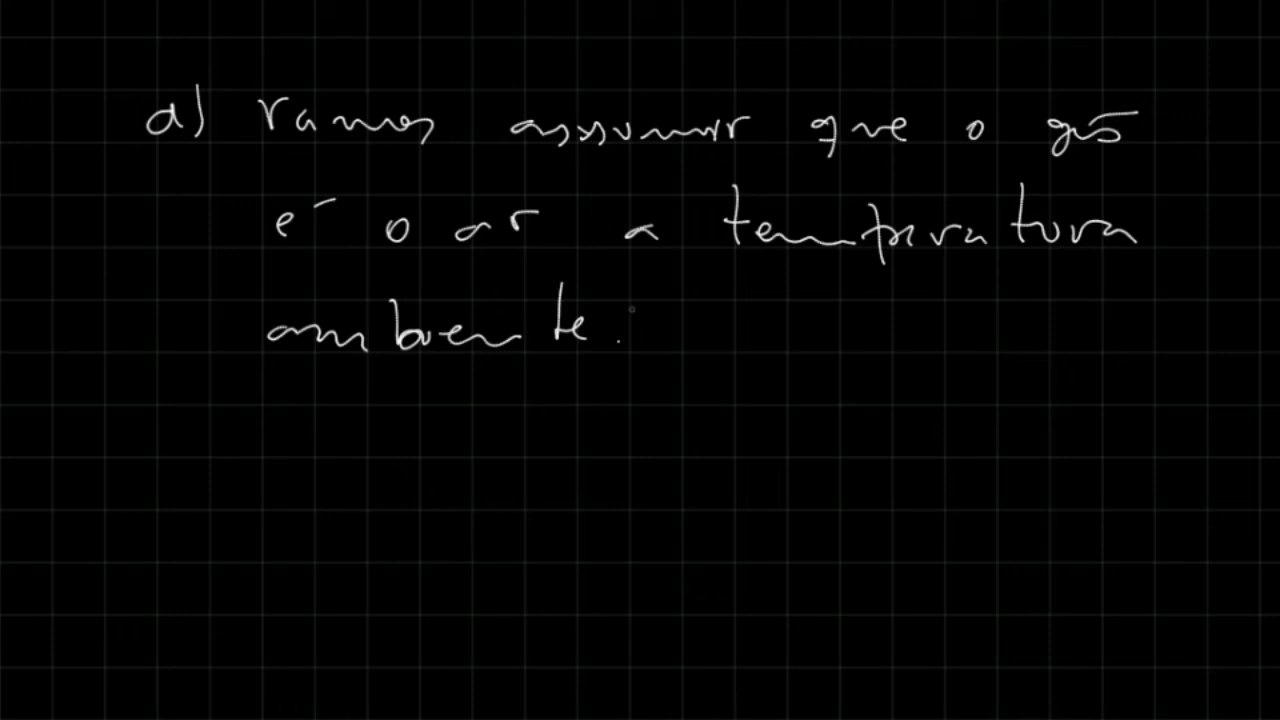 a) vamos assumir que o gás
é o ar a temperatura
ambiente.